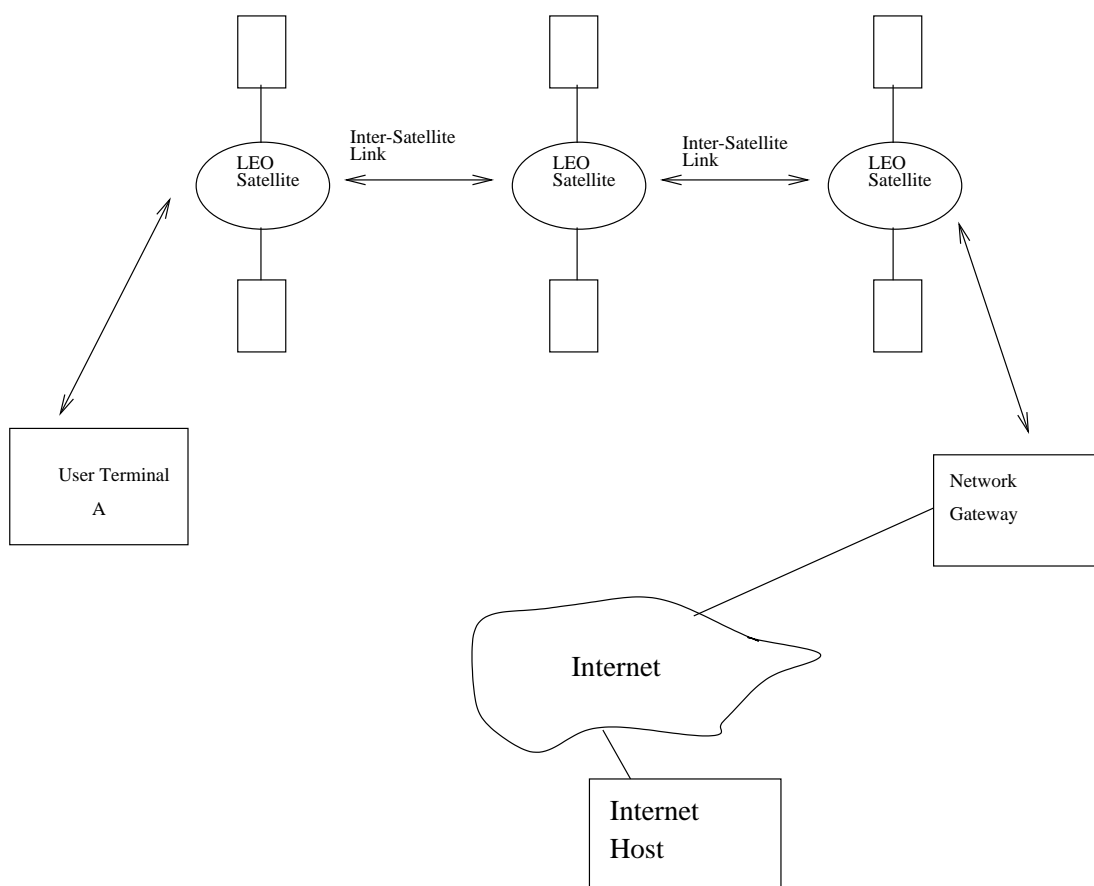 Inter-Satellite
Link
Inter-Satellite
Link
LEO
Satellite
LEO
Satellite
LEO
Satellite
User Terminal
A
Network
Gateway
Internet
Internet
Host